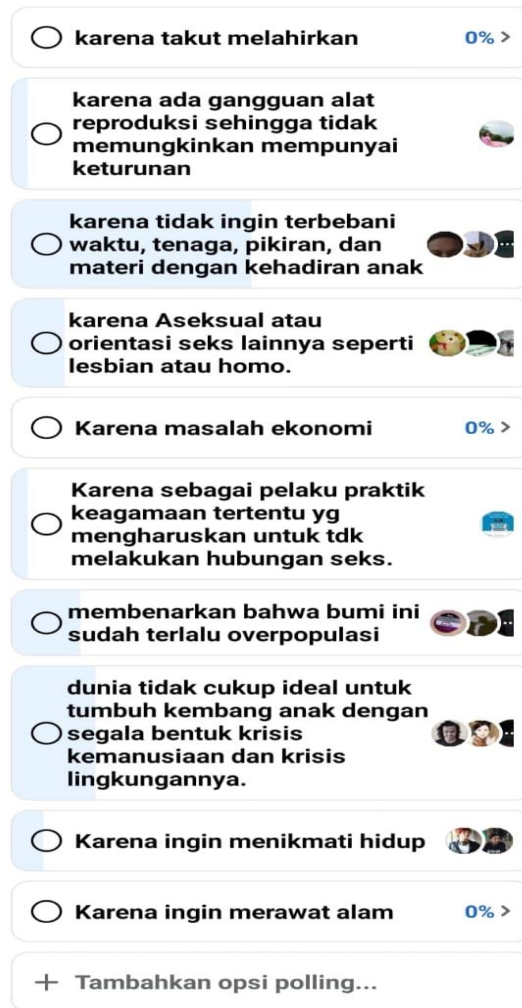 karena takut melahirkan
0% >
karena ada gangguan alat
reproduksi sehingga tidak
memungkinkan mempunyai
keturunan
karena tidak ingin terbebani
waktu, tenaga, pikiran, dan
materi dengan kehadiran anak
karena Aseksual atau
orientasi seks lainnya seperti
lesbian atau homo.
Karena masalah ekonomi
0% >
Karena sebagai pelaku praktik
keagamaan tertentu yg
mengharuskan untuk tdk
melakukan hubungan seks.
membenarkan bahwa bumi ini
sudah terlalu overpopulasi
dunia tidak cukup ideal untuk
tumbuh kembang anak dengan
segala bentuk krisis
kemanusiaan dan krisis
lingkungannya.
Karena ingin menikmati hidup
Karena ingin merawat alam
0% >
+ Tambahkan opsi polling...